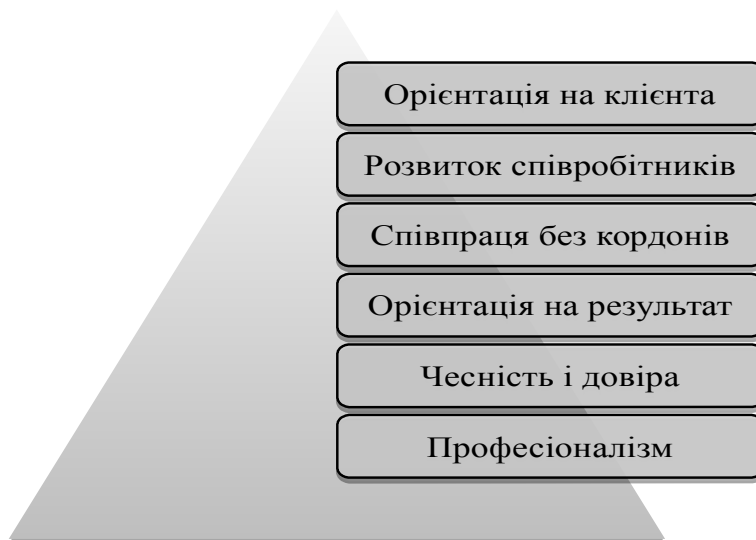 Орієнтація на клієнта
Розвиток співробітників
Співпраця без кордонів
Орієнтація на результат
Чесність і довіра
Професіоналізм